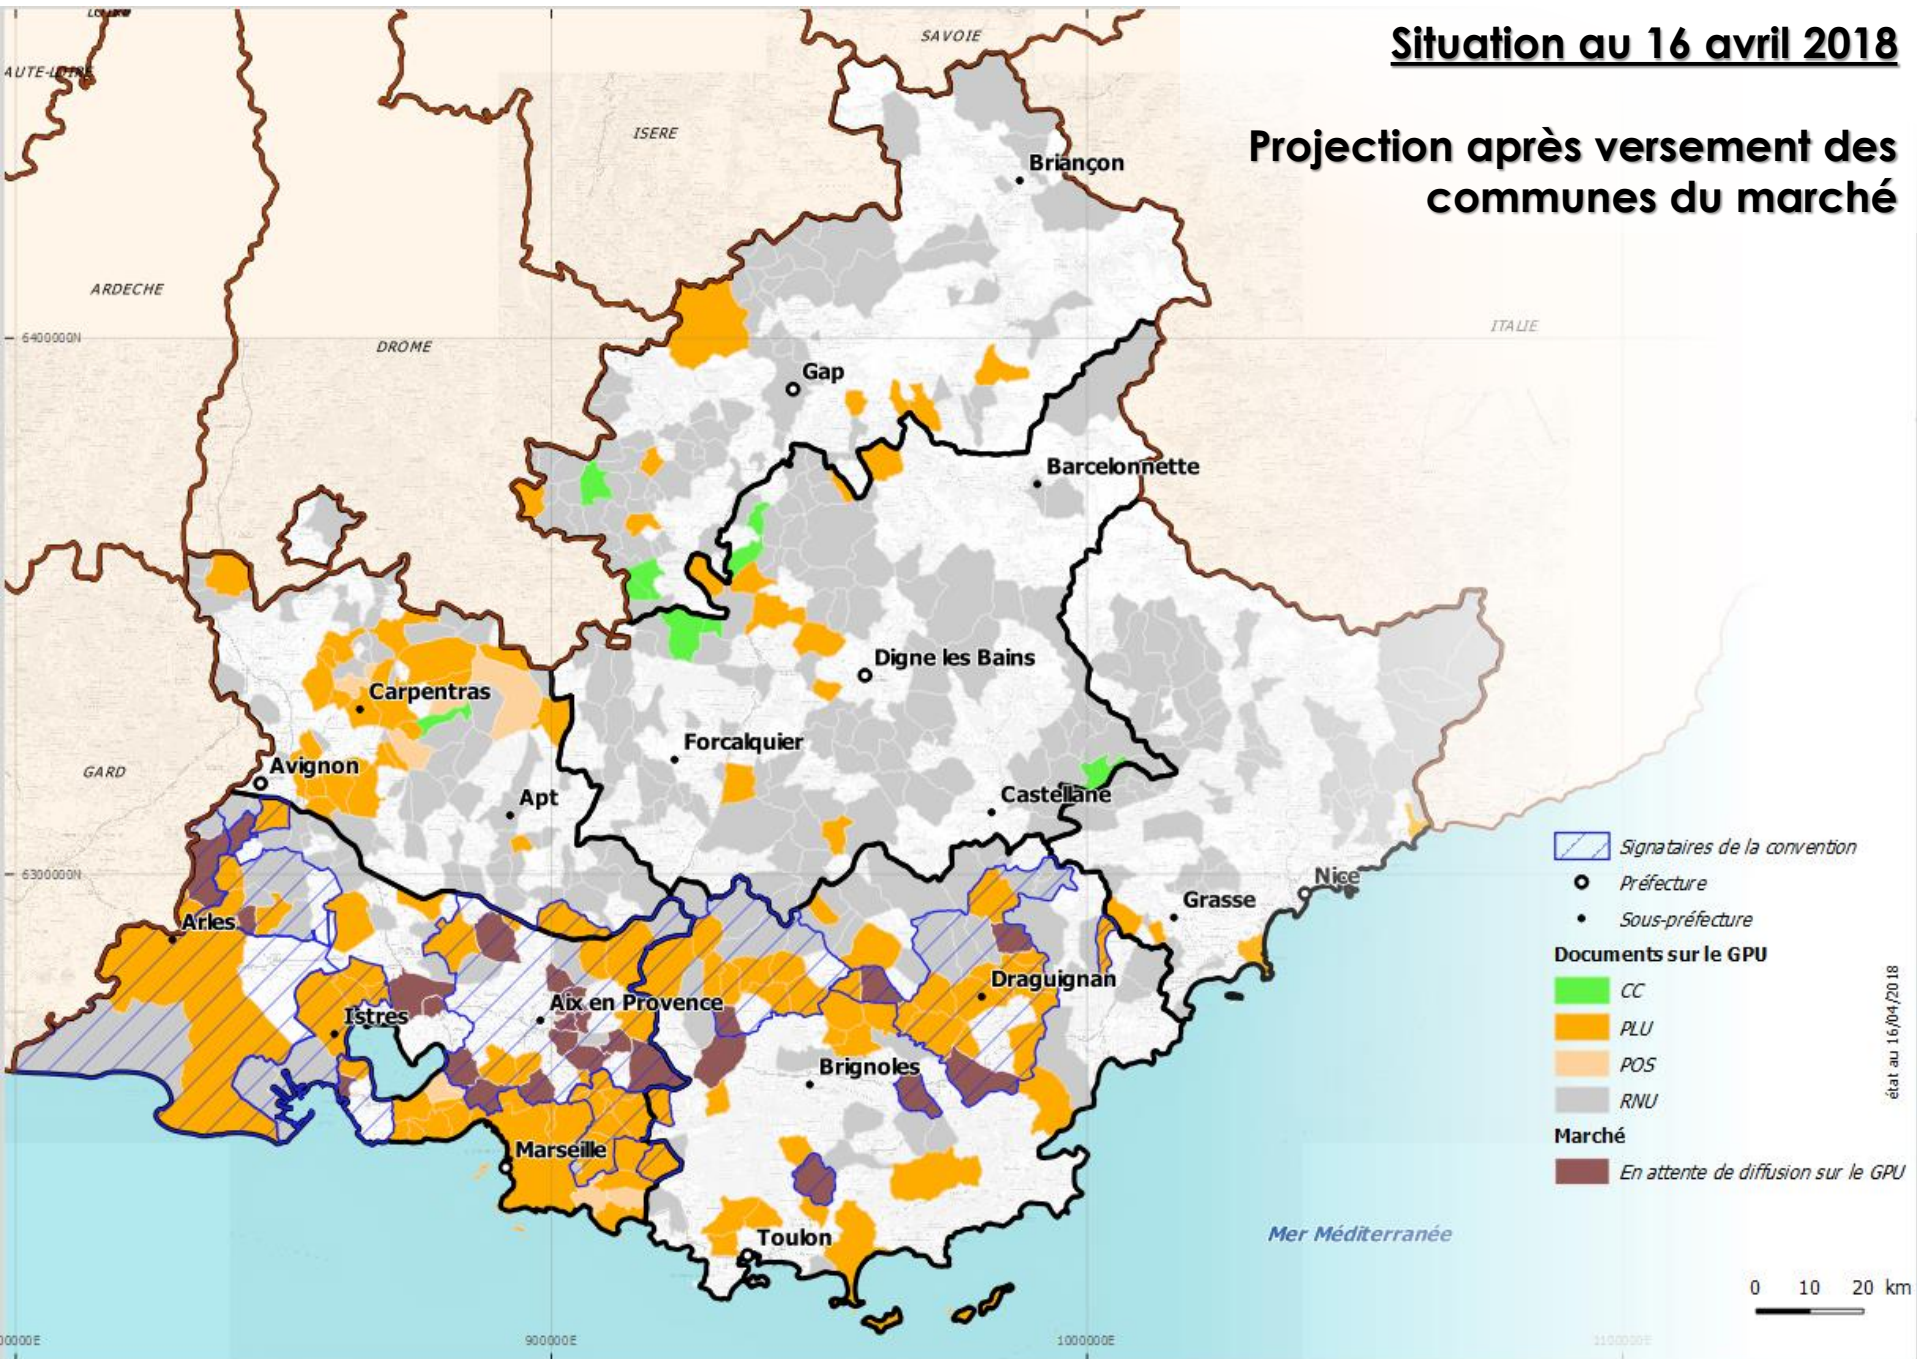 Situation au 16 avril 2018
Projection après versement des
communes du marché
SAVOIE
ISERE
Briançon
ARDECHE
6400000N
DROME
ITALIE
Gap
Barcelonnette
Digne les Bains
Carpentras
Forcalquier
GARD
Avignon
Apt
Castellane
6300000N
Nice
Grasse
Arles
Draguignan
Aix en Provence
Istres
Brignoles
Marseille
Toulon
Mer Méditerranée
Signataires de la convention
Préfecture
Sous-préfecture
Documents sur le GPU
CC
PLU
POS
RNU
Marché
En attente de diffusion sur le GPU
état au 16/04/2018
0 10 20 km
900000E
1000000E
1100000E